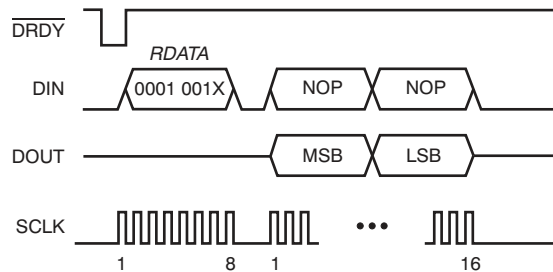 DRDY
RDATA
DIN 0001 001X NOP NOP
DOUT MSB LSB
SCLK
1 8 1 16